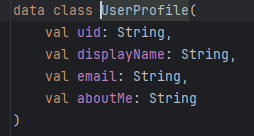 data class UserProfile(
    val uid: String,
    val displayName: String,
    val email: String,
    val aboutMe: String
)